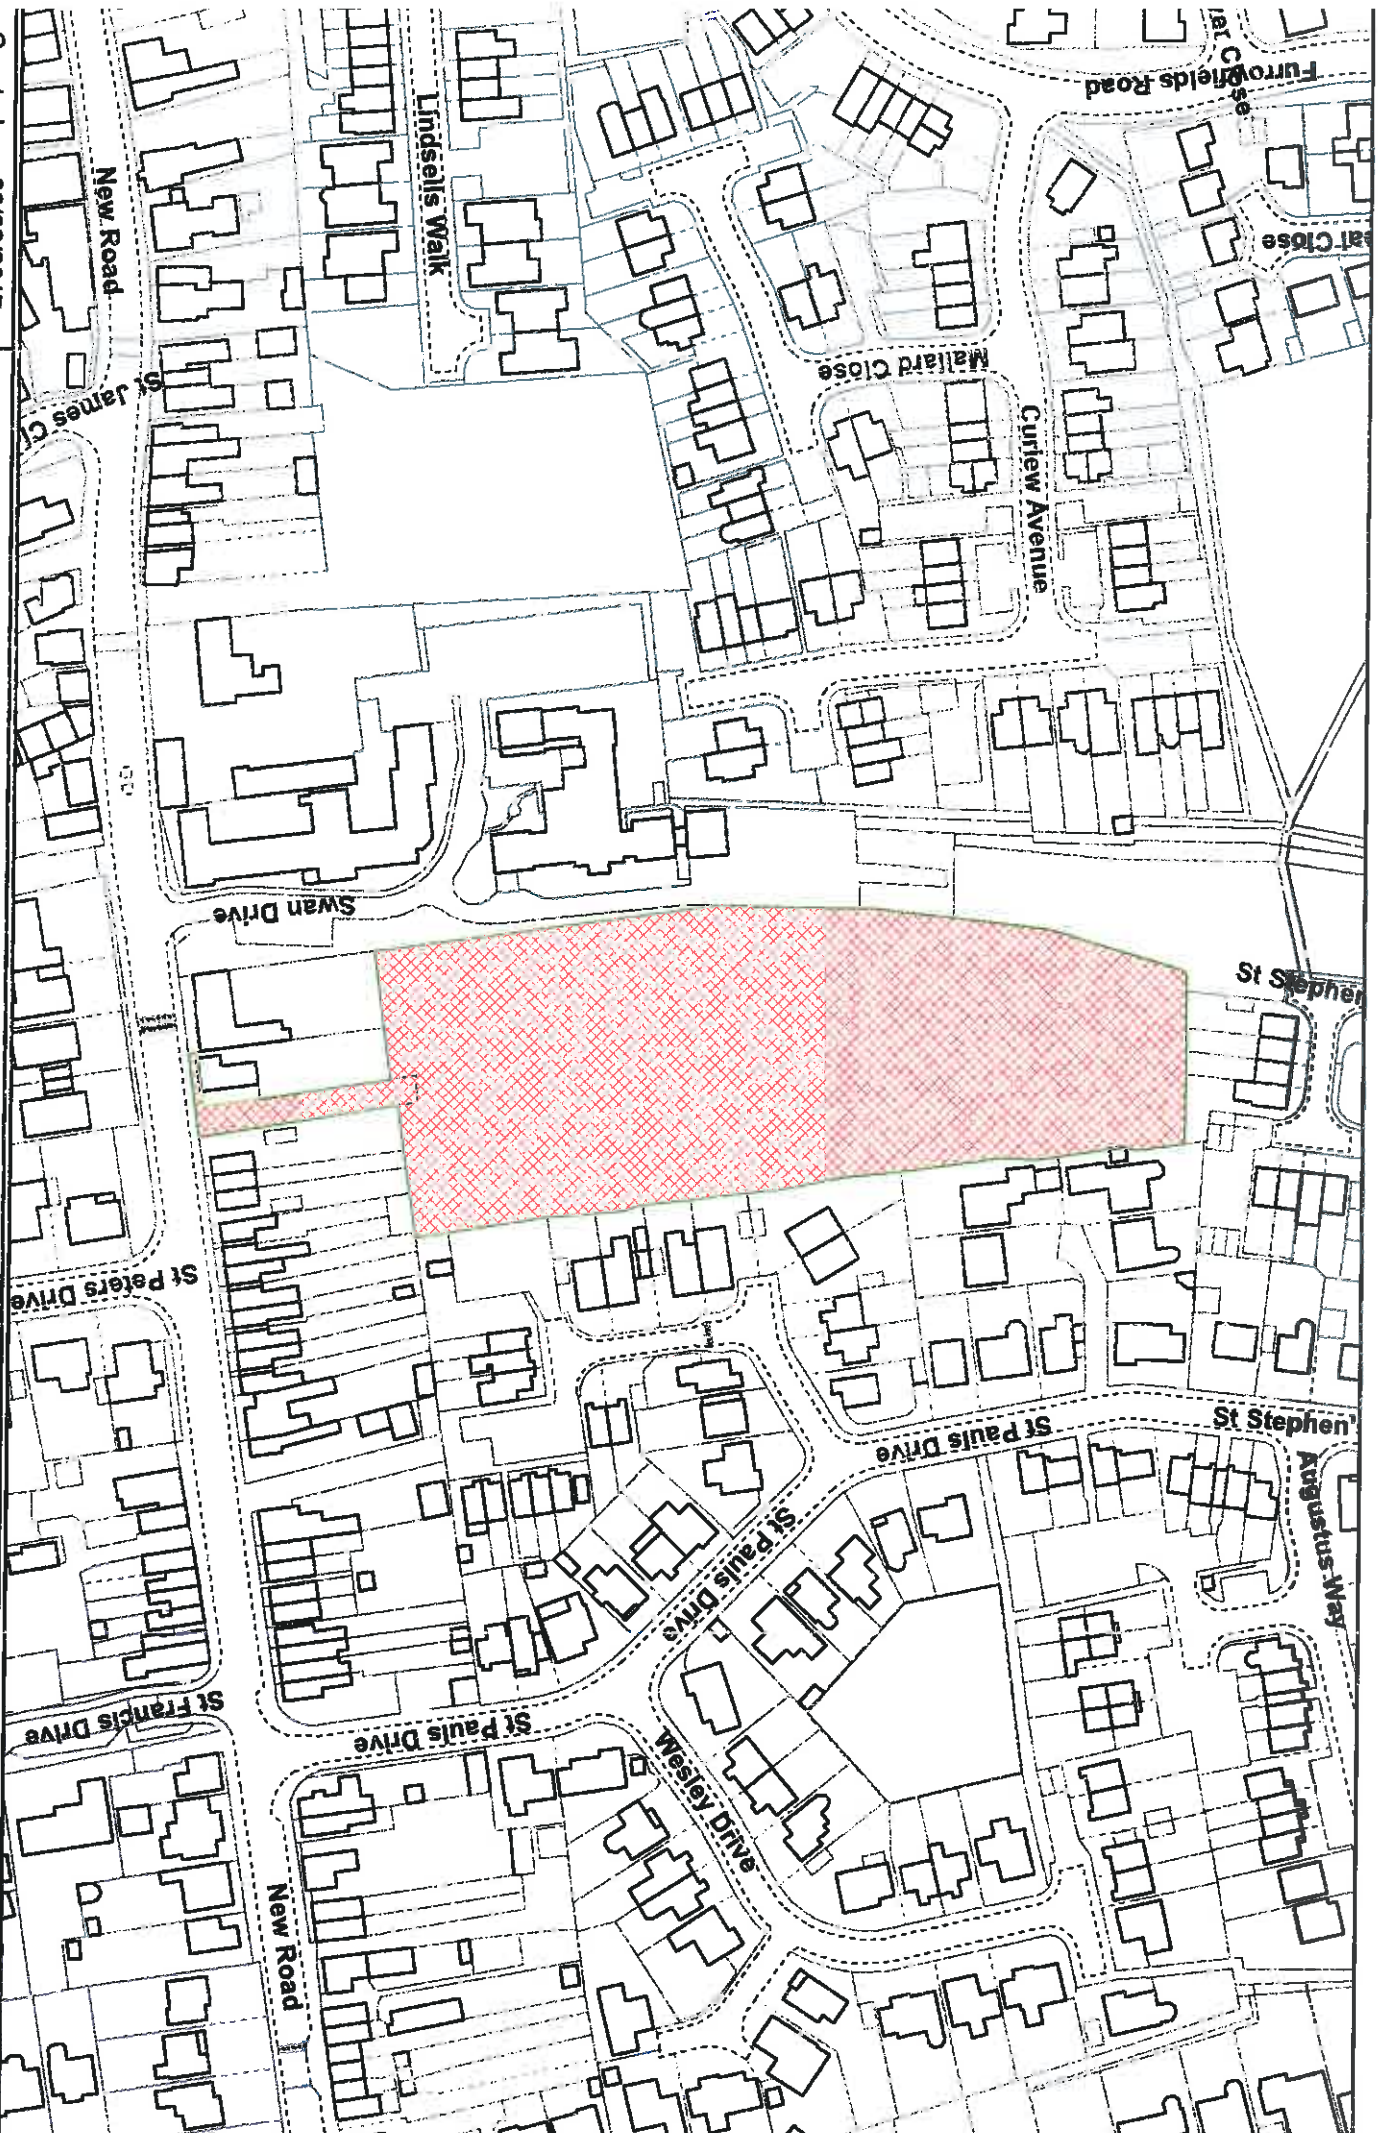 Furrowfields Road
New Road
Lindsells Walk
St James Cl
Mallard Close
Curlew Avenue
Swan Drive
St Stephen
St Peters Drive
St Pauls Drive
St Stephen'
Augustus Way
St Pauls Drive
St Francis Drive
St Pauls Drive
Wesley Drive
New Road